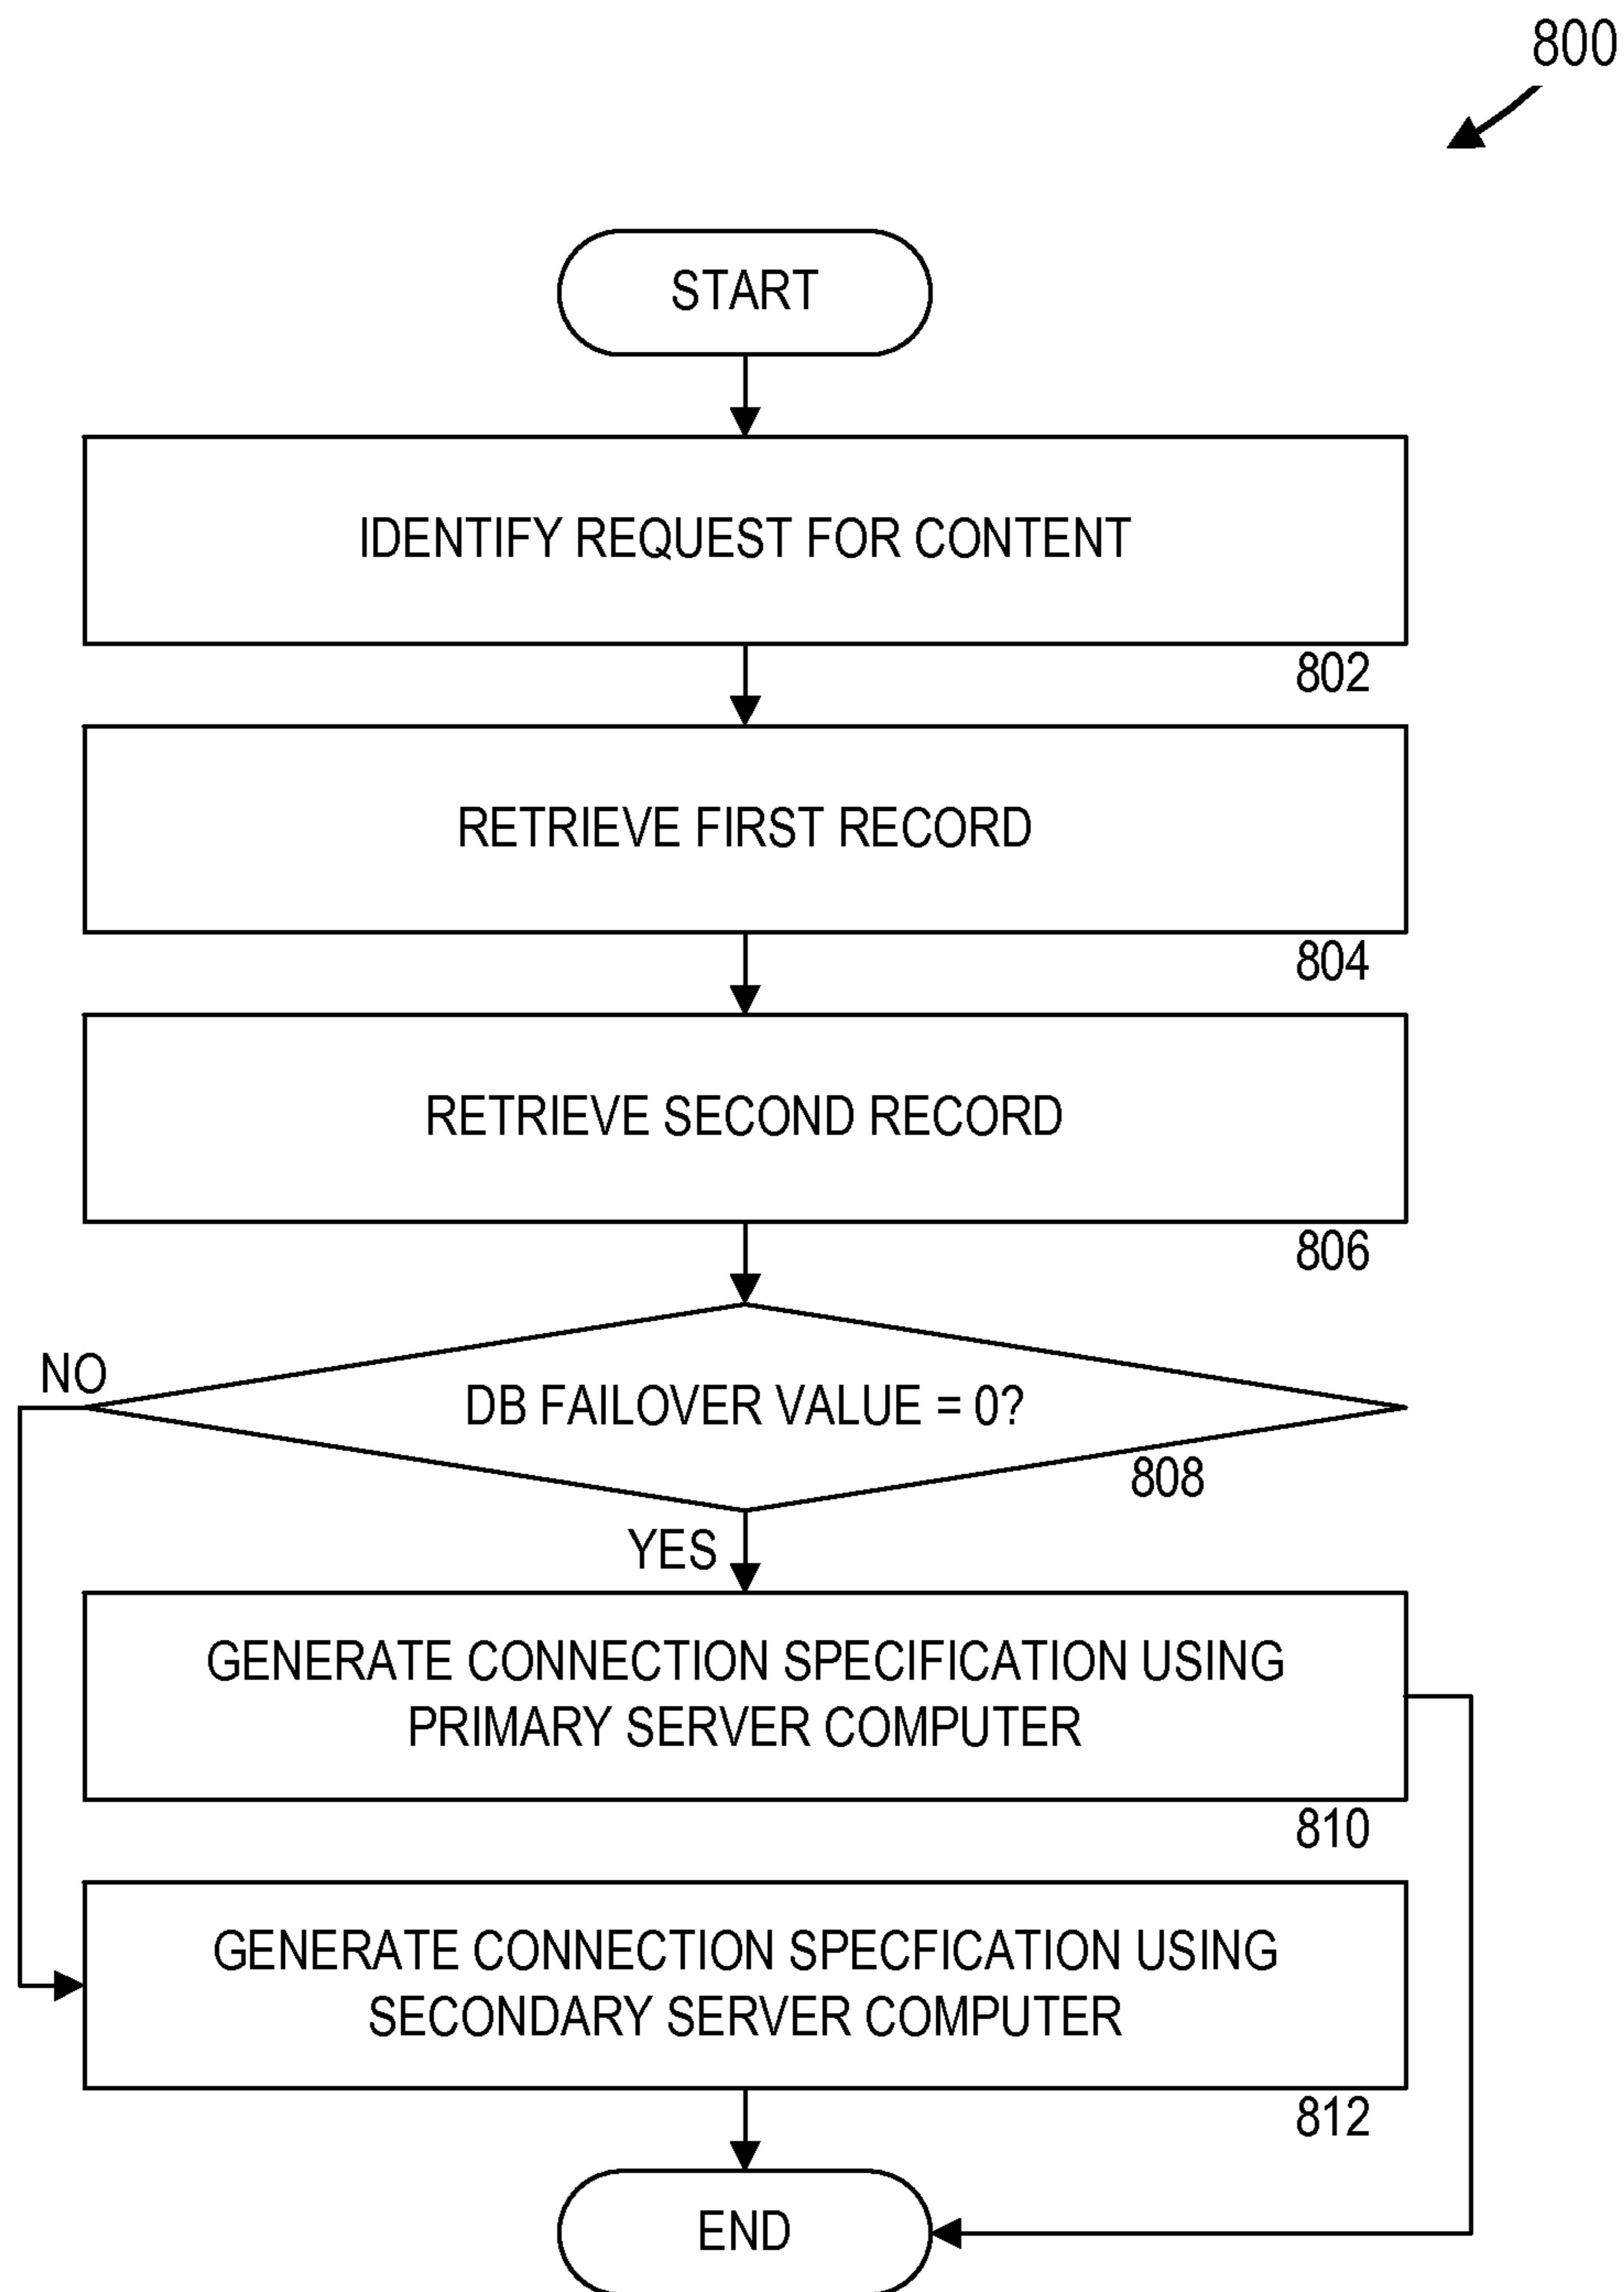 800
START
IDENTIFY REQUEST FOR CONTENT
802
RETRIEVE FIRST RECORD
804
RETRIEVE SECOND RECORD
806
NO
DB FAILOVER VALUE = 0?
808
YES
GENERATE CONNECTION SPECIFICATION USING
PRIMARY SERVER COMPUTER
810
GENERATE CONNECTION SPECFICATION USING
SECONDARY SERVER COMPUTER
812
END